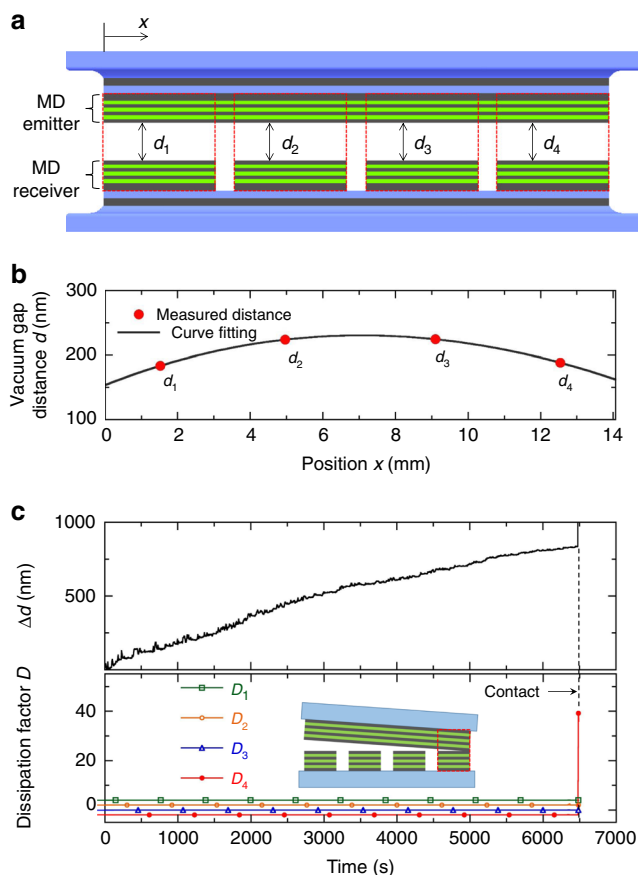 a
x
MD
emitter
d1
d2
d3
d4
MD
receiver
b
Vacuum gap
distance d (nm)
300
200
100
Measured distance
Curve fitting
d1
d2
d3
d4
0
2
4
6
8
10
12
14
Position x (mm)
c
Δd (nm)
1000
500
Dissipation factor D
40
20
0
D1
D2
D3
D4
Contact
0
1000
2000
3000
4000
5000
6000
7000
Time (s)